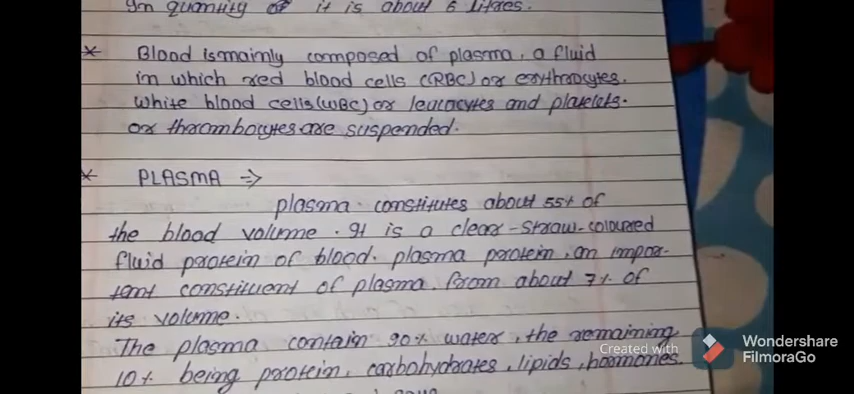 In quantity of it is about 6 litres.
* Blood is mainly composed of plasma, a fluid
in which red blood cells (RBC) or erythrocytes.
White blood cells (WBC) or leucocytes and platelets.
or thrombocytes are suspended.
* PLASMA ⇒
plasma constitutes about 55% of
the blood volume. It is a clear-straw-coloured
fluid protein of blood. plasma protein, an impor-
tant constituent of plasma. form about 7% of
its volume.
The plasma contain 90% water, the remaining
10% being protein, carbohydrates, lipids, hormones.
Created with
Wondershare
FilmoraGo